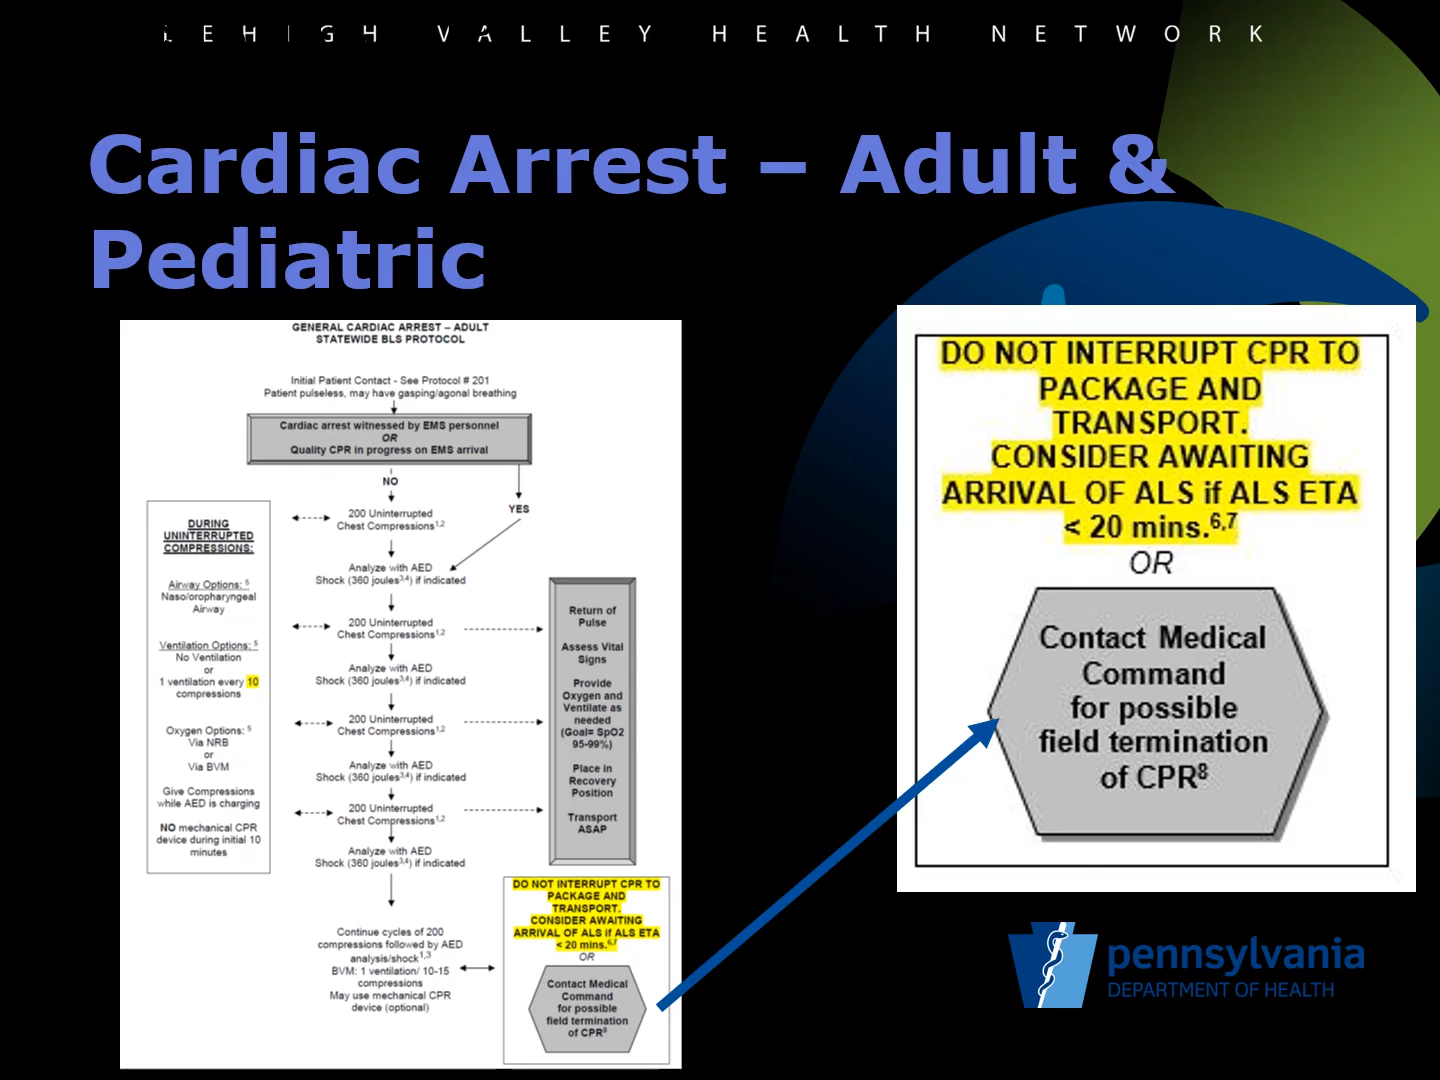 LEHIGH VALLEY HEALTH NETWORK
Cardiac Arrest – Adult &
Pediatric
GENERAL CARDIAC ARREST – ADULT
STATEWIDE BLS PROTOCOL
Initial Patient Contact - See Protocol # 201
Patient pulseless, may have gasping/agonal breathing
Cardiac arrest witnessed by EMS personnel
OR
Quality CPR in progress on EMS arrival
NO
YES
200 Uninterrupted
Chest Compressions1,2
Analyze with AED
Shock (360 joules3,4) if indicated
200 Uninterrupted
Chest Compressions1,2
Analyze with AED
Shock (360 joules3,4) if indicated
200 Uninterrupted
Chest Compressions1,2
Analyze with AED
Shock (360 joules3,4) if indicated
200 Uninterrupted
Chest Compressions1,2
Analyze with AED
Shock (360 joules3,4) if indicated
Continue cycles of 200
compressions followed by AED
analysis/shock1,3
BVM: 1 ventilation/ 10-15
compressions
May use mechanical CPR
device (optional)
DURING
UNINTERRUPTED
COMPRESSIONS:
Airway Options: 5
Naso/oropharyngeal
Airway
Ventilation Options: 5
No Ventilation
or
1 ventilation every 10
compressions
Oxygen Options: 5
Via NRB
or
Via BVM
Give Compressions
while AED is charging
NO mechanical CPR
device during initial 10
minutes
Return of
Pulse
Assess Vital
Signs
Provide
Oxygen and
Ventilate as
needed
(Goal= SpO2
95-99%)
Place in
Recovery
Position
Transport
ASAP
DO NOT INTERRUPT CPR TO
PACKAGE AND
TRANSPORT.
CONSIDER AWAITING
ARRIVAL OF ALS if ALS ETA
< 20 mins.6,7
OR
Contact Medical
Command
for possible
field termination
of CPR8
DO NOT INTERRUPT CPR TO
PACKAGE AND
TRANSPORT.
CONSIDER AWAITING
ARRIVAL OF ALS if ALS ETA
< 20 mins.6,7
OR
Contact Medical
Command
for possible
field termination
of CPR8
pennsylvania
DEPARTMENT OF HEALTH